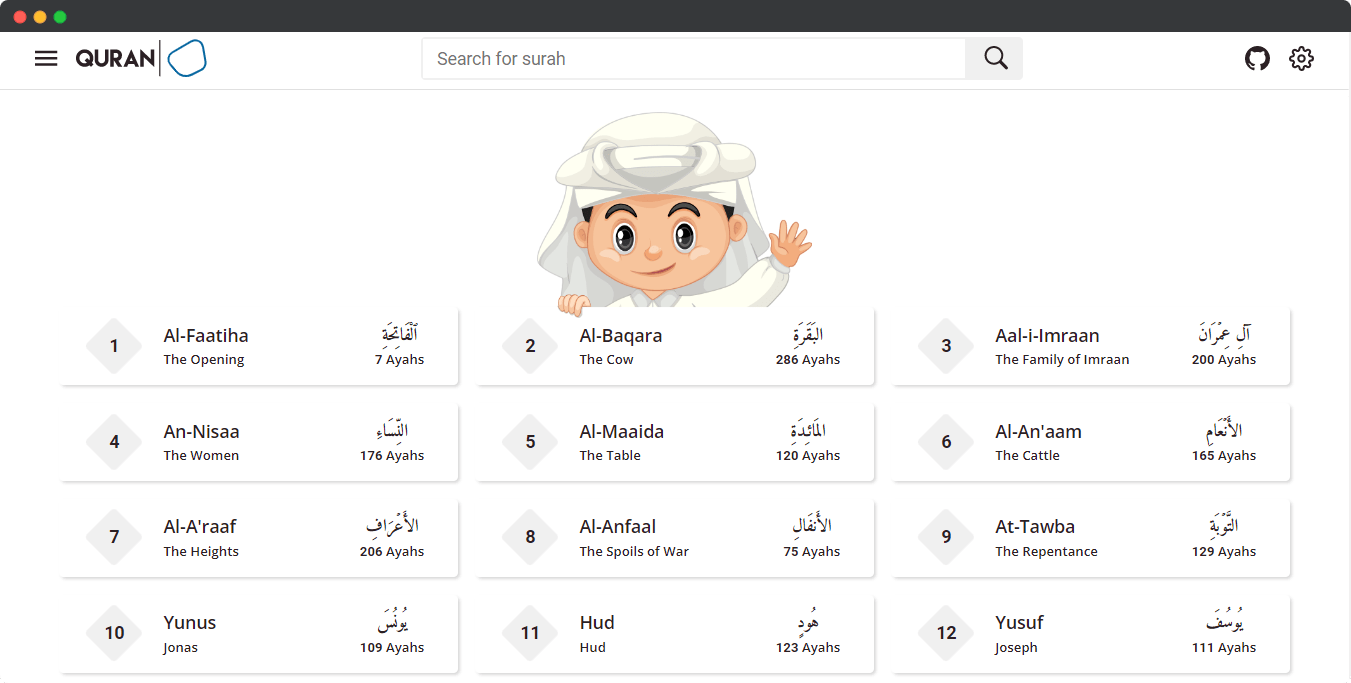 QURAN
Search for surah
1
Al-Faatiha
ٱلْفَاتِحَةِ
The Opening
7 Ayahs
2
Al-Baqara
البَقَرَةِ
The Cow
286 Ayahs
3
Aal-i-Imraan
آلِ عِمۡرَانَ
The Family of Imraan
200 Ayahs
4
An-Nisaa
النِّسَاءِ
The Women
176 Ayahs
5
Al-Maaida
المَائـِدَةِ
The Table
120 Ayahs
6
Al-An'aam
الأَنۡعَامِ
The Cattle
165 Ayahs
7
Al-A'raaf
الأَعۡرَافِ
The Heights
206 Ayahs
8
Al-Anfaal
الأَنفَالِ
The Spoils of War
75 Ayahs
9
At-Tawba
التَّوۡبَةِ
The Repentance
129 Ayahs
10
Yunus
يُونُسَ
Jonas
109 Ayahs
11
Hud
هُودٍ
Hud
123 Ayahs
12
Yusuf
يُوسُفَ
Joseph
111 Ayahs